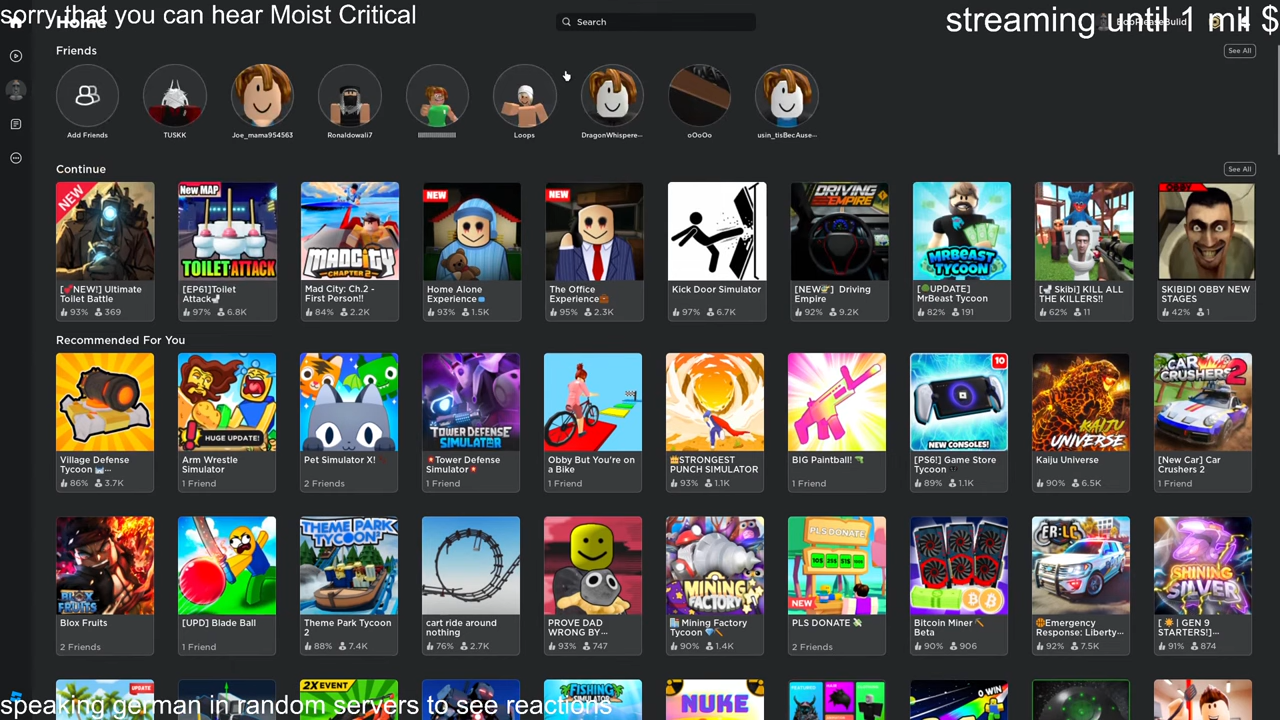 sorry that you can hear Moist Critical
Home
Search
streaming until 1 mil $
Friends
See All
Add Friends
TUSKK
Joe_mama954563
Ronaldowali7
Loops
DragonWhispere...
oOoOo
usin_tisBecAuse...
Continue
See All
NEW
[💕NEW!] Ultimate
Toilet Battle
93% 369
New MAP
TOILET ATTACK
[EP61]Toilet
Attack🚽
97% 6.8K
MADCITY
CHAPTER 2
Mad City: Ch.2 -
First Person!!
84% 2.2K
NEW
Home Alone
Experience
93% 1.5K
NEW
The Office
Experience💼
95% 2.3K
Kick Door Simulator
97% 6.7K
DRIVING
EMPIRE
[NEW] Driving
Empire
92% 9.2K
MRBEAST
TYCOON
[UPDATE]
MrBeast Tycoon
82% 191
[🚽 Skibi] KILL ALL
THE KILLERS!!
62% 11
OBBY
SKIBIDI OBBY NEW
STAGES
42% 1
Recommended For You
Village Defense
Tycoon
86% 3.7K
HUGE UPDATE!
Arm Wrestle
Simulator
1 Friend
Pet Simulator X!
2 Friends
TOWER DEFENSE
SIMULATOR
Tower Defense
Simulator
1 Friend
Obby But You're on
a Bike
1 Friend
STRONGEST
PUNCH SIMULATOR
93% 1.1K
BIG Paintball! 🔫
1 Friend
10
NEW CONSOLES!
[PS6!] Game Store
Tycoon
89% 1.1K
KAIJU
UNIVERSE
Kaiju Universe
90% 6.5K
CAR
CRUSHERS 2
[New Car] Car
Crushers 2
1 Friend
BLOX
FRUITS
Blox Fruits
2 Friends
[UPD] Blade Ball
1 Friend
THEME PARK
TYCOON 2
Theme Park Tycoon
2
88% 7.4K
cart ride around
nothing
76% 2.7K
PROVE DAD
WRONG BY...
93% 747
MINING
FACTORY
Mining Factory
Tycoon 💎⛏
90% 1.4K
PLS DONATE
NEW
PLS DONATE 💸
2 Friends
Bitcoin Miner ⛏
Beta
90% 906
ER:LC
Emergency
Response: Liberty...
92% 7.5K
SHINING
SILVER
[☀ | GEN 9
STARTERS!]...
91% 874
UPDATE
2X EVENT
FISHING
SIMULATOR
NUKE
FEATURED
0 WIN
speaking german in random servers to see reactions